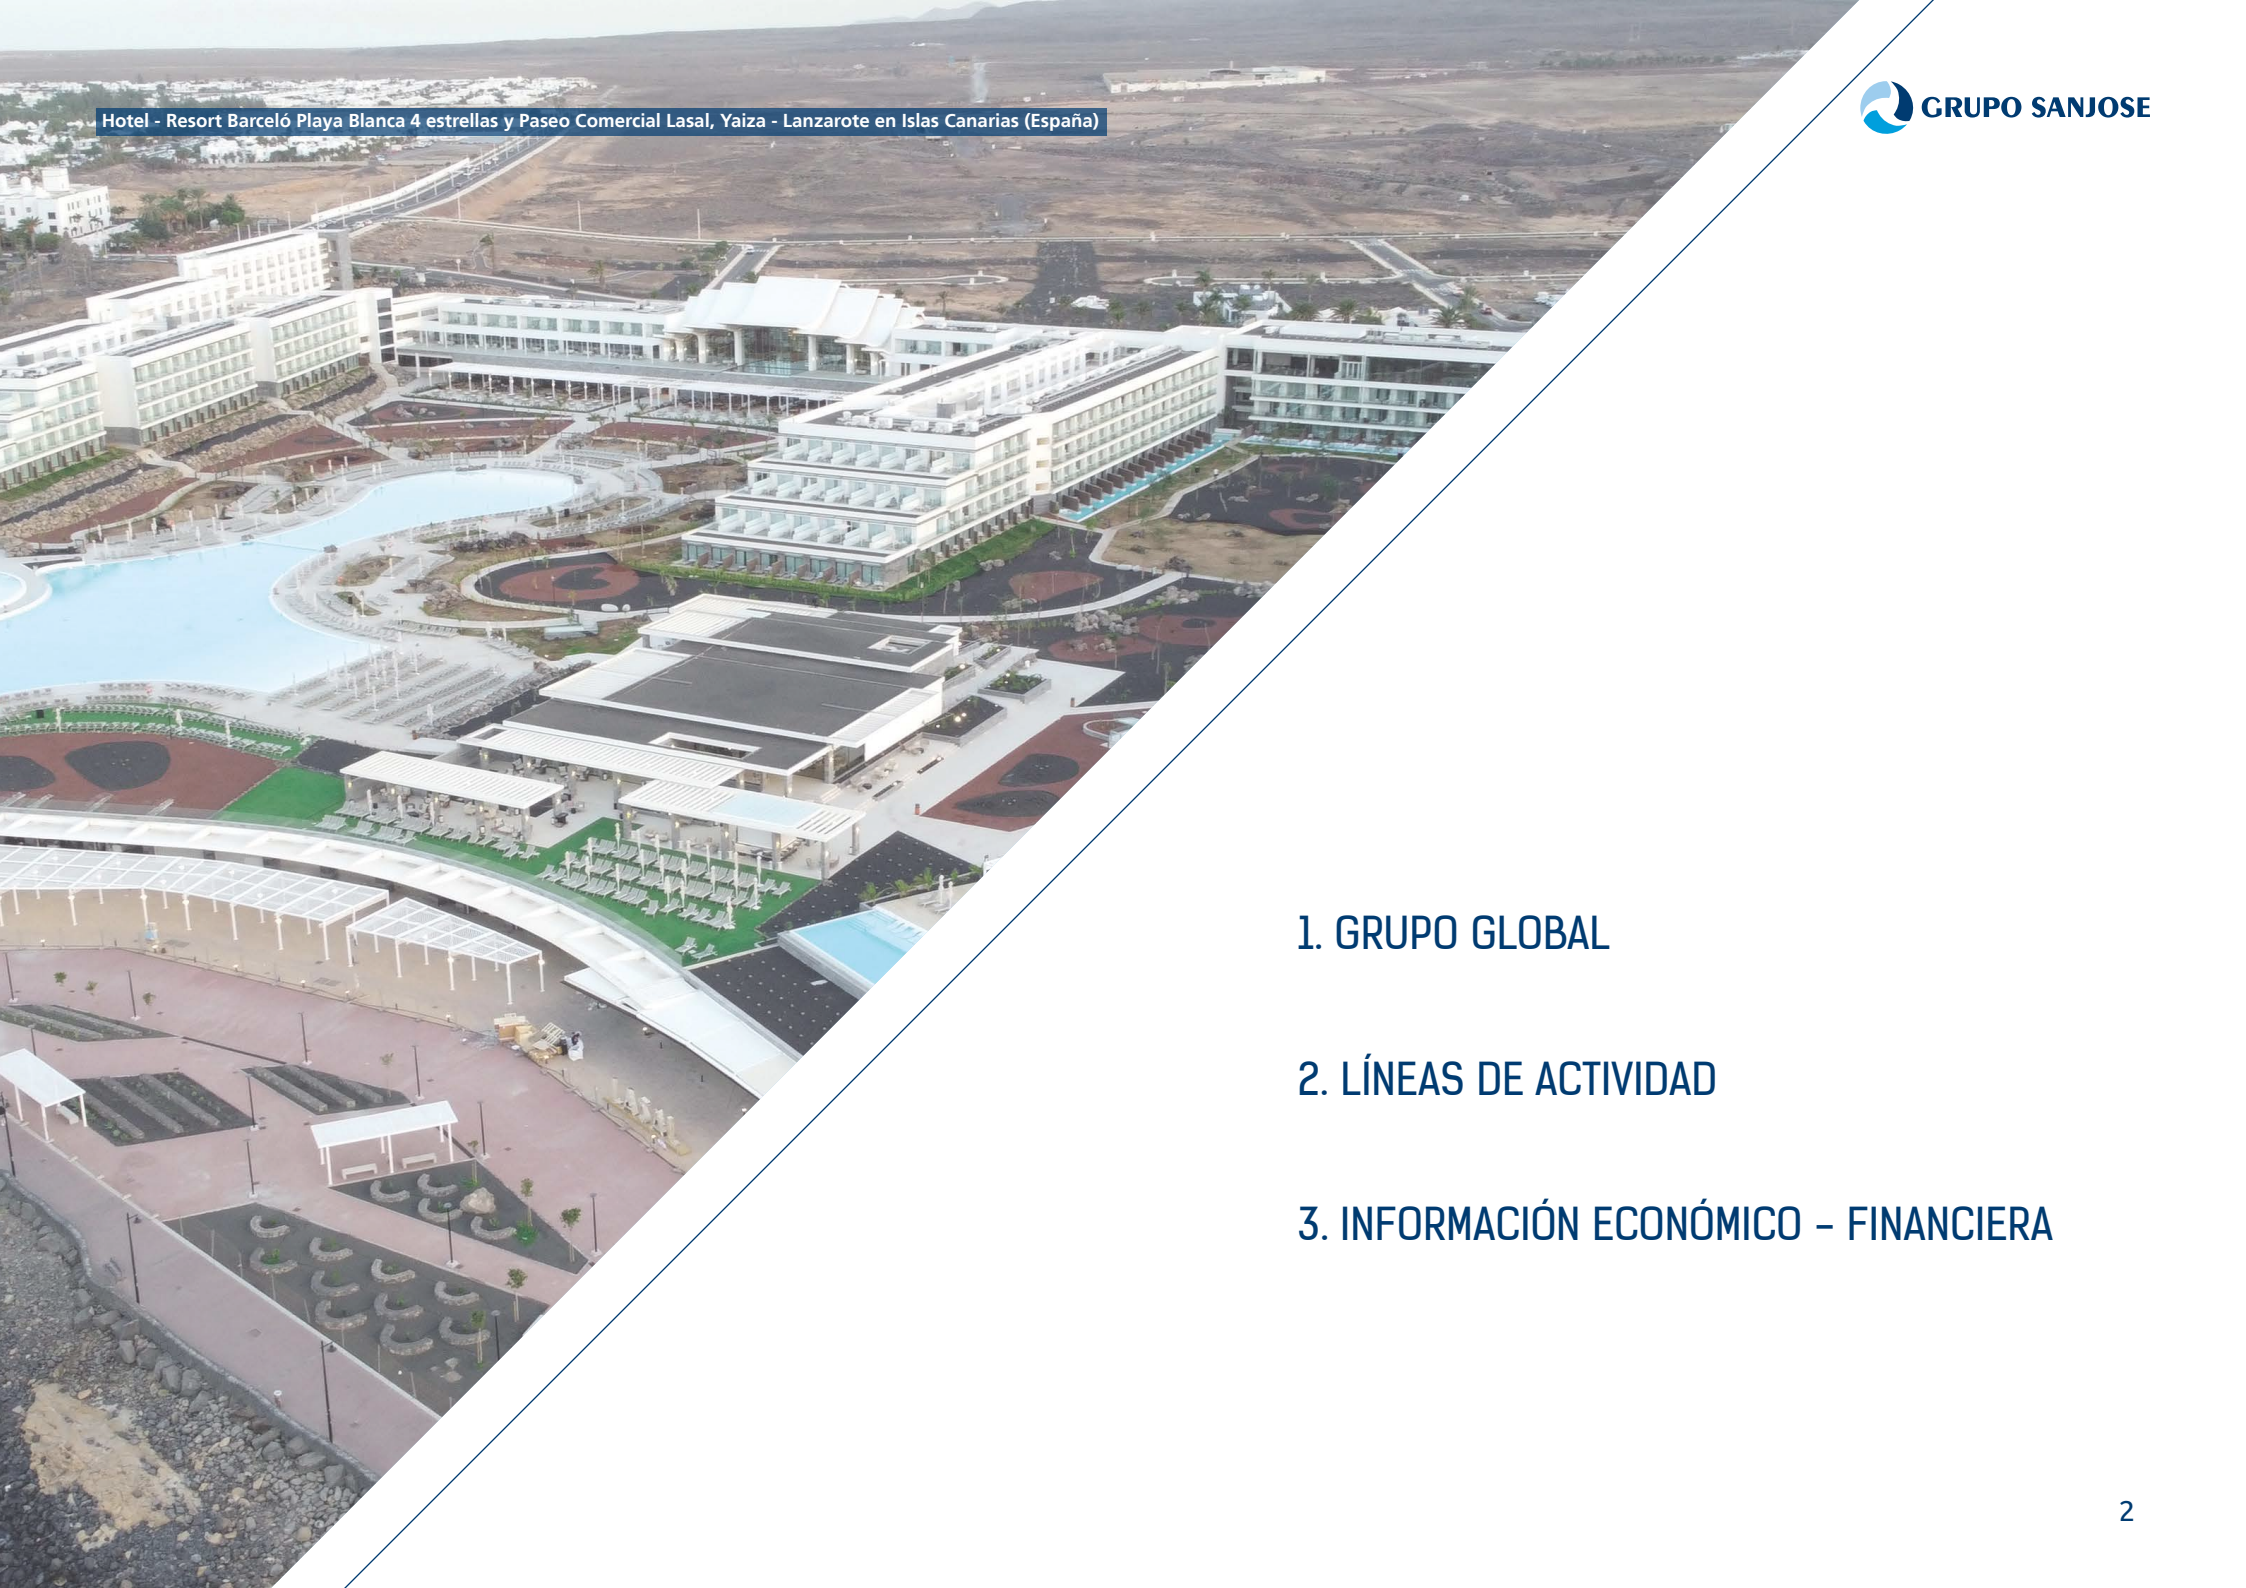 Hotel - Resort Barceló Playa Blanca 4 estrellas y Paseo Comercial Lasal, Yaiza - Lanzarote en Islas Canarias (España)
GRUPO SANJOSE
1. GRUPO GLOBAL
2. LÍNEAS DE ACTIVIDAD
3. INFORMACIÓN ECONÓMICO – FINANCIERA
2